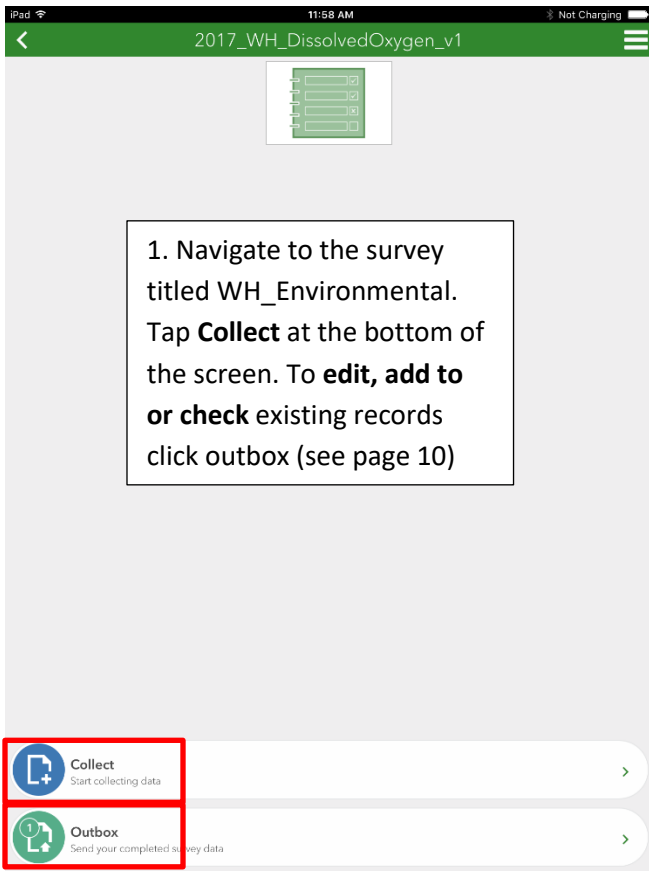 iPad 11:58 AM Not Charging
2017_WH_DissolvedOxygen_v1
1. Navigate to the survey
titled WH_Environmental.
Tap Collect at the bottom of
the screen. To edit, add to
or check existing records
click outbox (see page 10)
Collect
Start collecting data
1
Outbox
Send your completed survey data